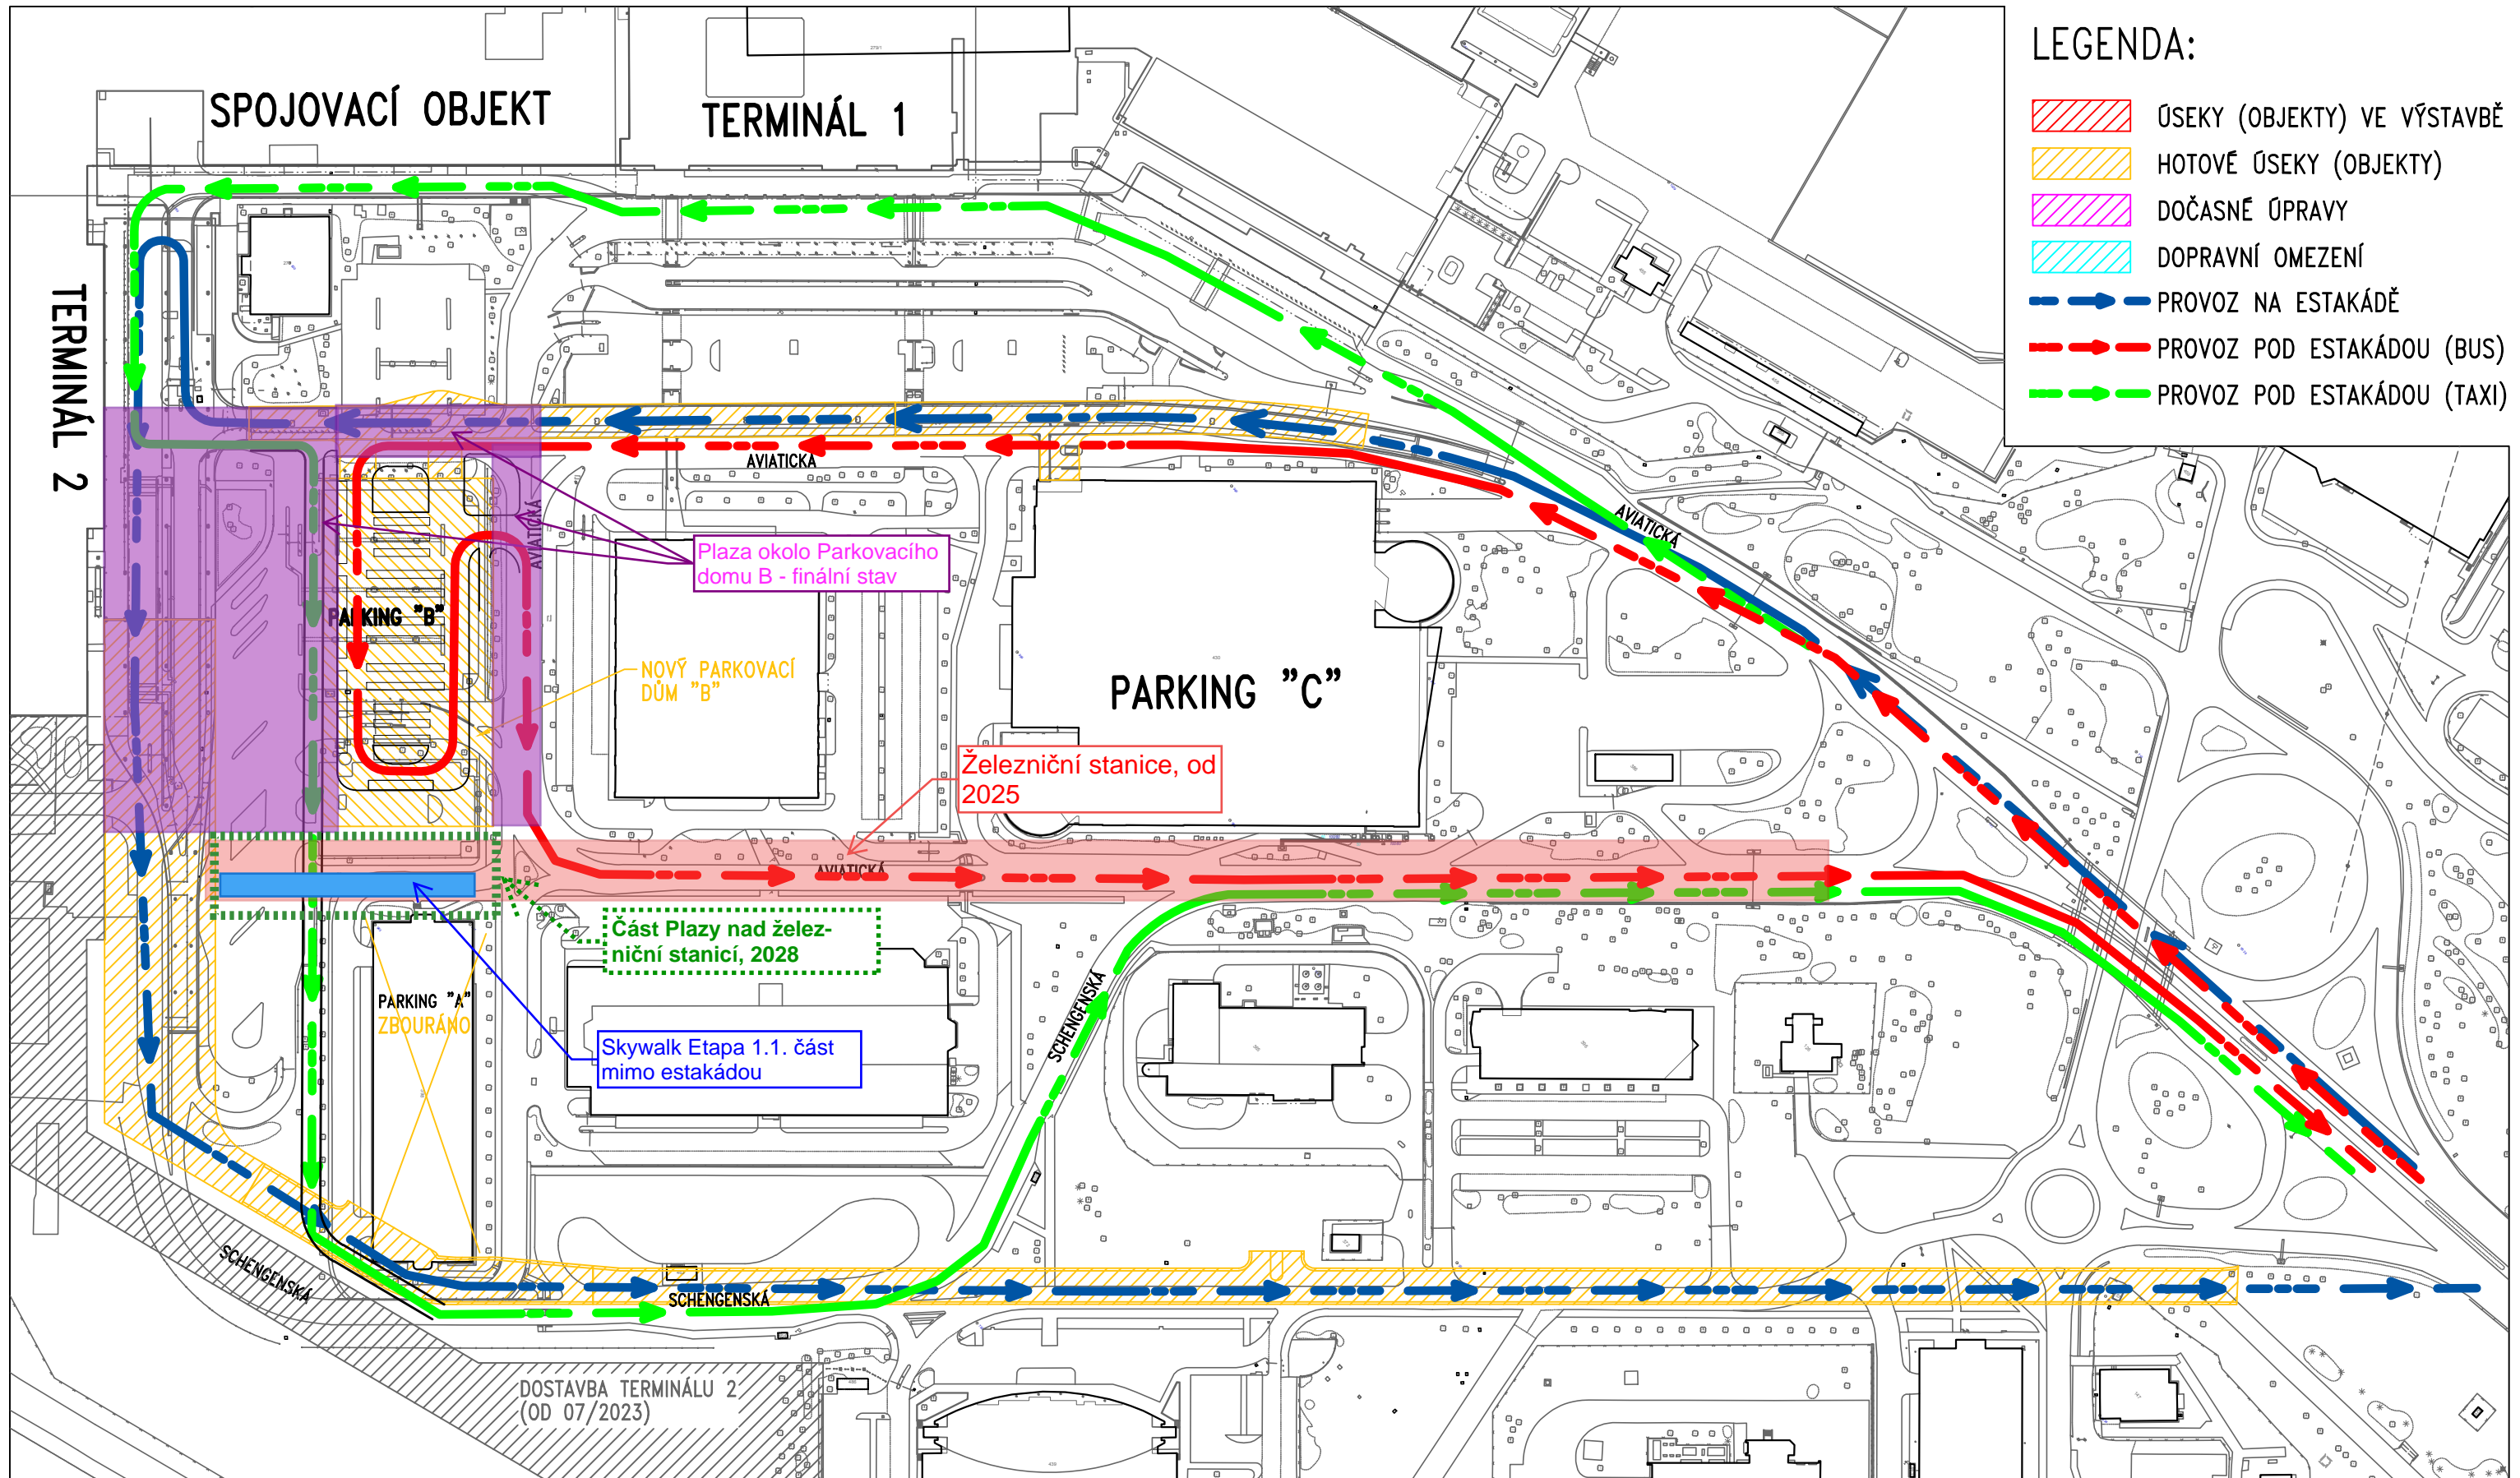 SPOJOVACÍ OBJEKT
TERMINÁL 1
TERMINÁL 2
LEGENDA:
ÚSEKY (OBJEKTY) VE VÝSTAVBĚ
HOTOVÉ ÚSEKY (OBJEKTY)
DOČASNÉ ÚPRAVY
DOPRAVNÍ OMEZENÍ
PROVOZ NA ESTAKÁDĚ
PROVOZ POD ESTAKÁDOU (BUS)
PROVOZ POD ESTAKÁDOU (TAXI)
AVIATICKÁ
AVIATICKÁ
AVIATICKÁ
Plaza okolo Parkovacího
domu B - finální stav
PARKING "B"
NOVÝ PARKOVACÍ
DŮM "B"
PARKING "C"
Železniční stanice, od
2025
AVIATICKÁ
Část Plazy nad želez-
niční stanicí, 2028
PARKING "A"
ZBOURÁNO
Skywalk Etapa 1.1. část
mimo estakádou
SCHENGENSKÁ
SCHENGENSKÁ
SCHENGENSKÁ
DOSTAVBA TERMINÁLU 2
(OD 07/2023)